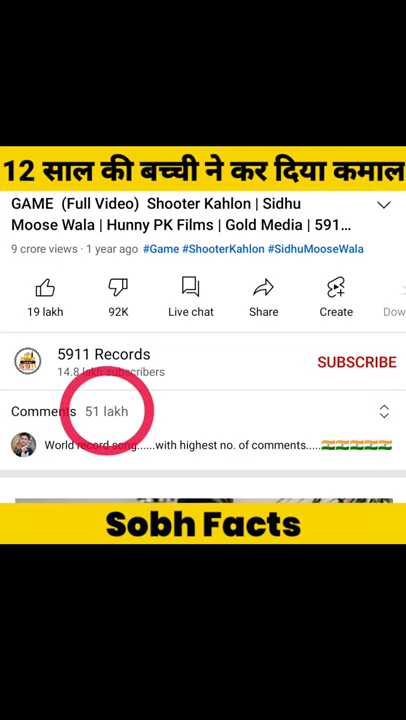 12 साल की बच्ची ने कर दिया कमाल
GAME (Full Video) Shooter Kahlon | Sidhu
Moose Wala | Hunny PK Films | Gold Media | 591...
9 crore views · 1 year ago #Game #ShooterKahlon #SidhuMooseWala
19 lakh 92K Live chat Share Create Dow
5911 Records
14.8 lakh subscribers
SUBSCRIBE
Comments 51 lakh
World record song......with highest no. of comments.....🇮🇳🇮🇳🇮🇳🇮🇳🇮🇳
Sobh Facts